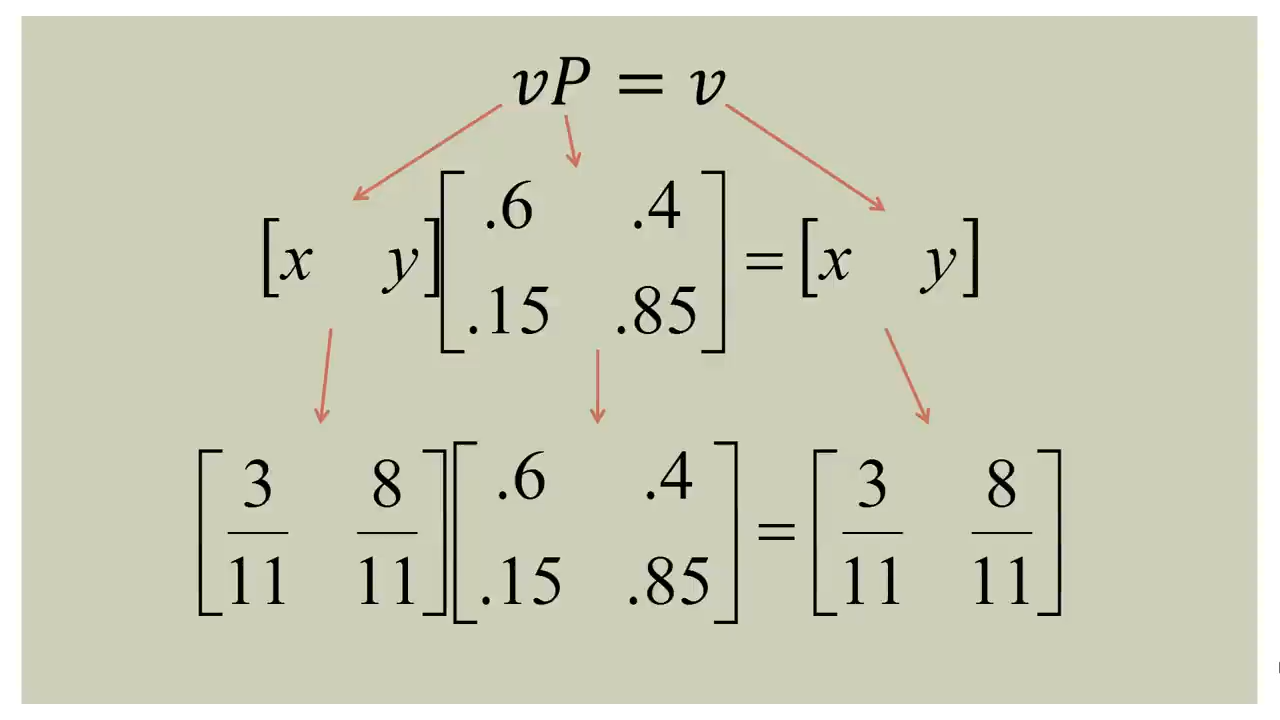 vP = v
[x y] [.6 .4
.15 .85] = [x y]
[3/11 8/11] [.6 .4
.15 .85] = [3/11 8/11]